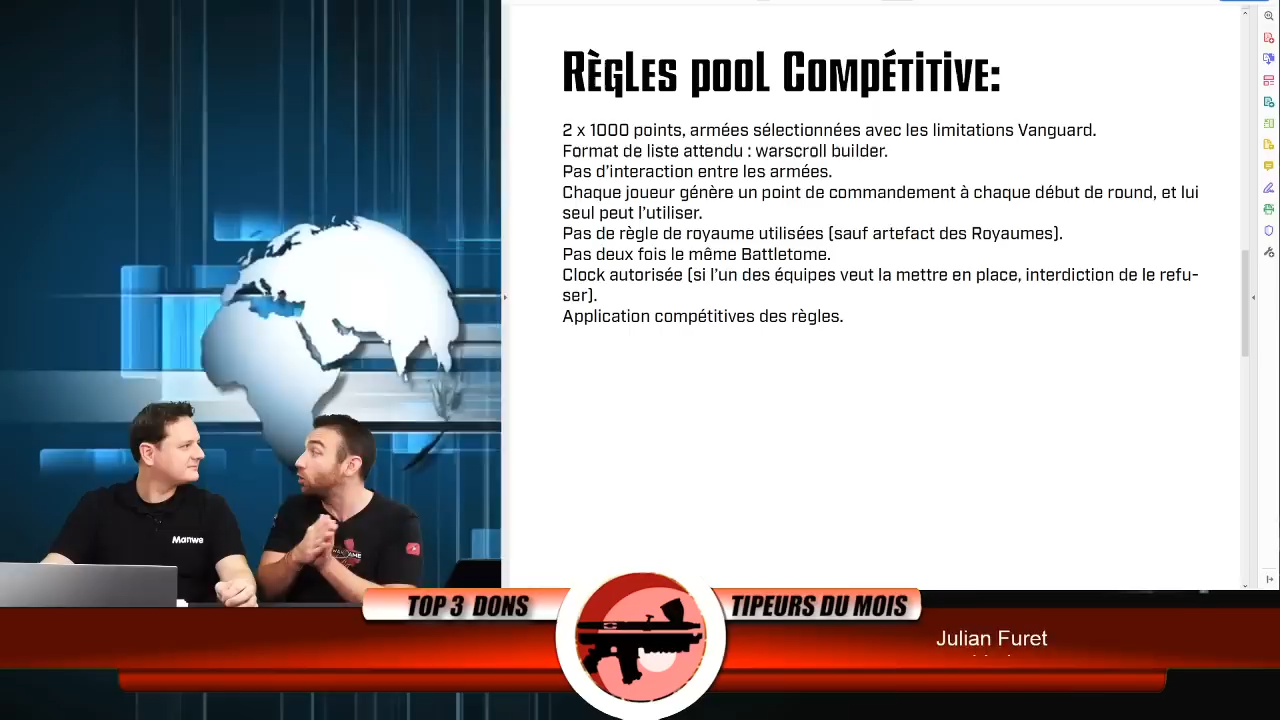 Règles pool Compétitive:
2 x 1000 points, armées sélectionnées avec les limitations Vanguard.
Format de liste attendu : warscroll builder.
Pas d'interaction entre les armées.
Chaque joueur génère un point de commandement à chaque début de round, et lui
seul peut l'utiliser.
Pas de règle de royaume utilisées (sauf artefact des Royaumes).
Pas deux fois le même Battletome.
Clock autorisée (si l'un des équipes veut la mettre en place, interdiction de le refu-
ser).
Application compétitives des règles.
Manwe
TOP 3 DONS
TIPEURS DU MOIS
Julian Furet